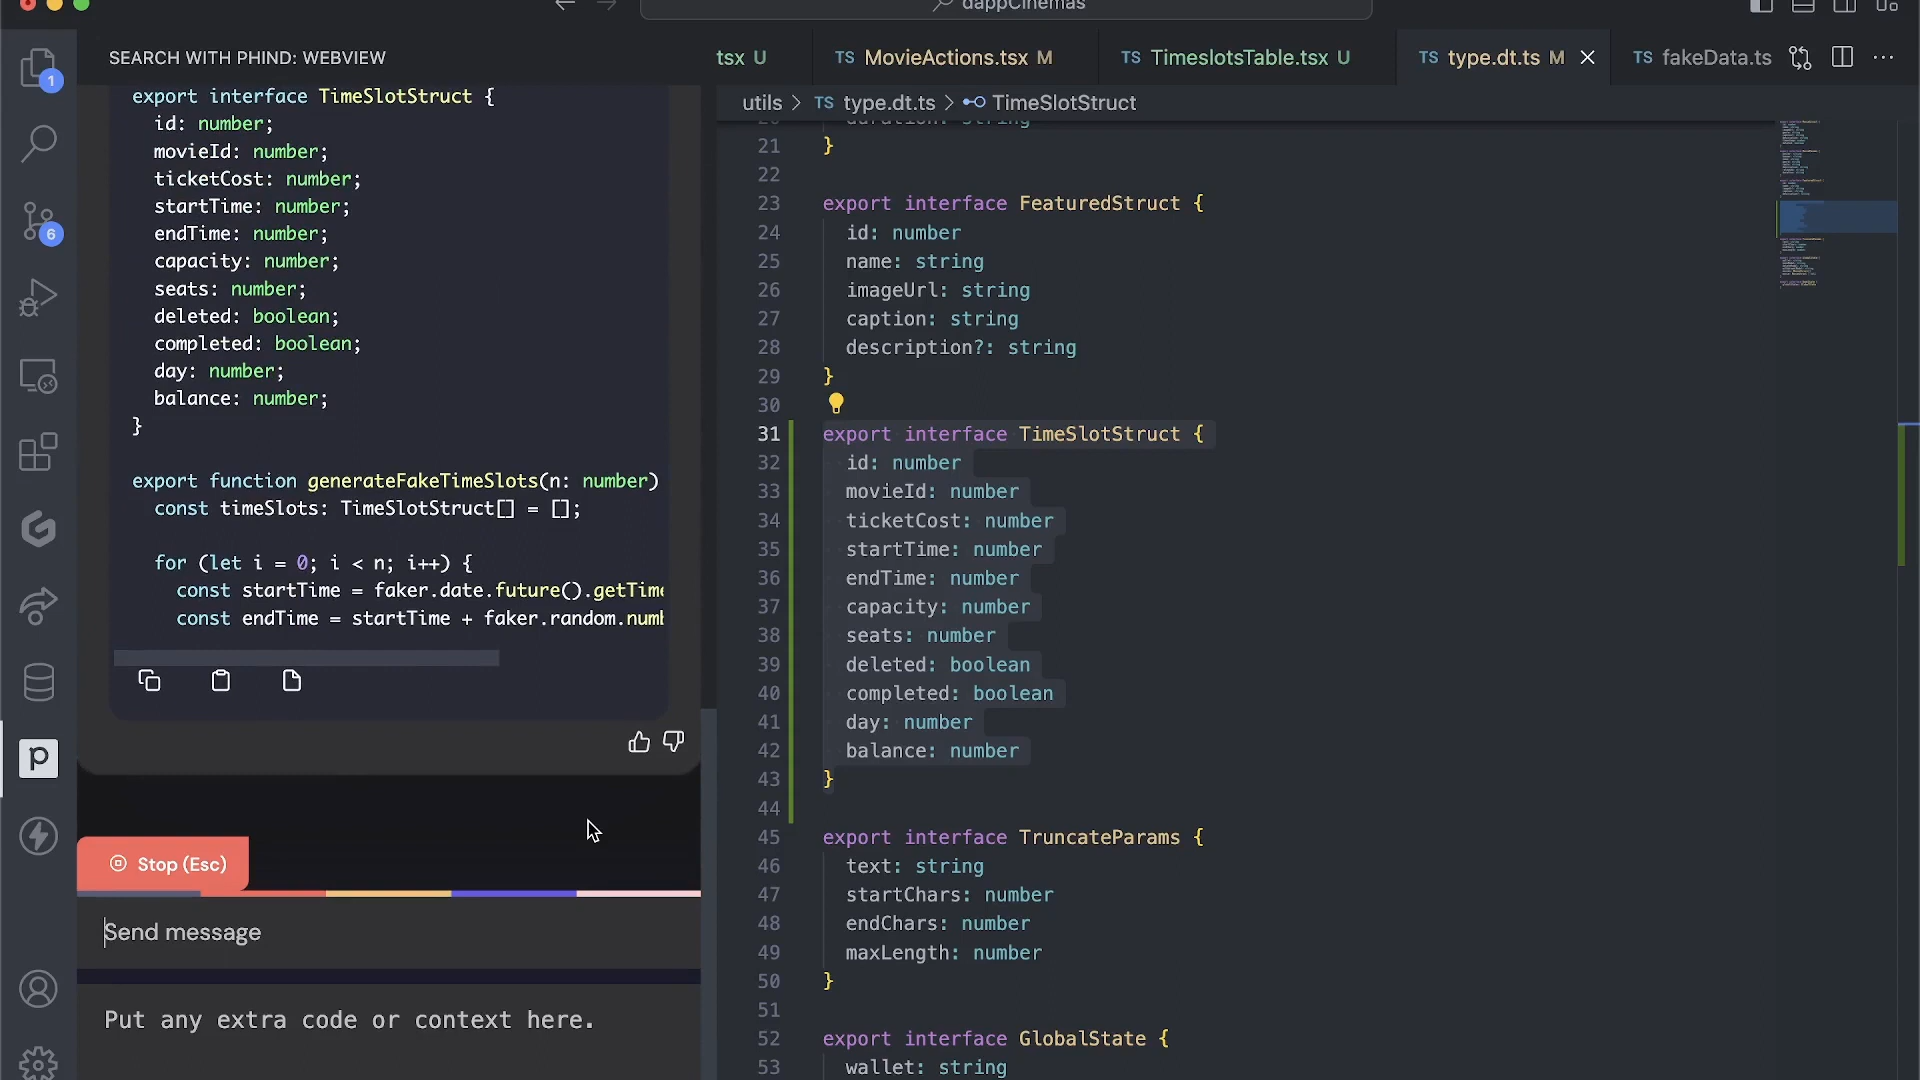 dappCinemas
SEARCH WITH PHIND: WEBVIEW
export interface TimeSlotStruct {
id: number;
movieId: number;
ticketCost: number;
startTime: number;
endTime: number;
capacity: number;
seats: number;
deleted: boolean;
completed: boolean;
day: number;
balance: number;
}
export function generateFakeTimeSlots(n: number)
const timeSlots: TimeSlotStruct[] = [];
for (let i = 0; i < n; i++) {
const startTime = faker.date.future().getTime
const endTime = startTime + faker.random.numb
Stop (Esc)
Send message
Put any extra code or context here.
1
6
tsx U
TS MovieActions.tsx M
TS TimeslotsTable.tsx U
TS type.dt.ts M
TS fakeData.ts
utils > TS type.dt.ts > TimeSlotStruct
20 duration: string
21 }
22
23 export interface FeaturedStruct {
24 id: number
25 name: string
26 imageUrl: string
27 caption: string
28 description?: string
29 }
30
31 export interface TimeSlotStruct {
32 id: number
33 movieId: number
34 ticketCost: number
35 startTime: number
36 endTime: number
37 capacity: number
38 seats: number
39 deleted: boolean
40 completed: boolean
41 day: number
42 balance: number
43 }
44
45 export interface TruncateParams {
46 text: string
47 startChars: number
48 endChars: number
49 maxLength: number
50 }
51
52 export interface GlobalState {
53 wallet: string